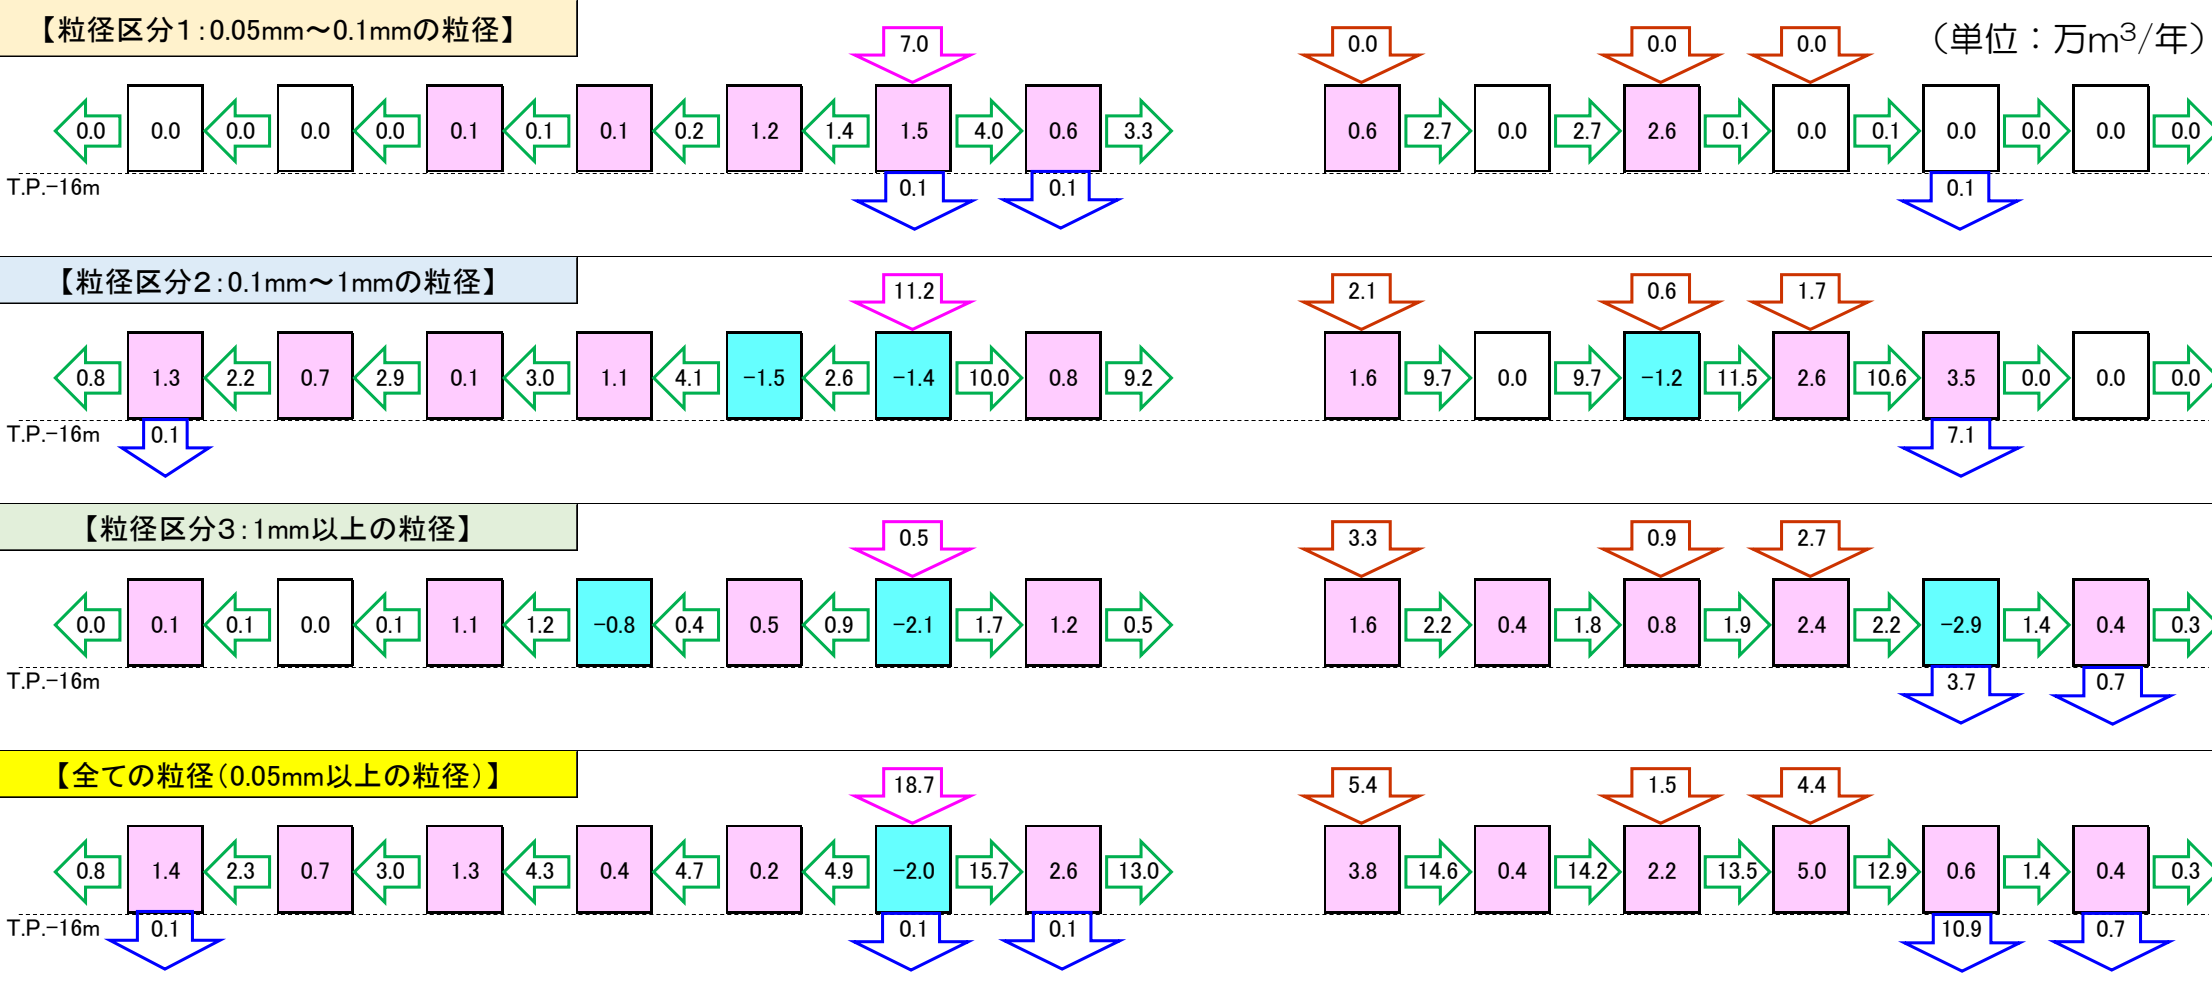 【粒径区分１：0.05mm～0.1mmの粒径】
（単位：万m³/年）
7.0 0.0 0.0 0.0
0.0 0.0 0.0 0.0 0.0 0.1 0.1 0.1 0.2 1.2 1.4 1.5 4.0 0.6 3.3 0.6 2.7 0.0 2.7 2.6 0.1 0.0 0.1 0.0 0.0 0.0 0.0
T.P.-16m 0.1 0.1 0.1
【粒径区分２：0.1mm～1mmの粒径】
11.2 2.1 0.6 1.7
0.8 1.3 2.2 0.7 2.9 0.1 3.0 1.1 4.1 -1.5 2.6 -1.4 10.0 0.8 9.2 1.6 9.7 0.0 9.7 -1.2 11.5 2.6 10.6 3.5 0.0 0.0 0.0
T.P.-16m 0.1 7.1
【粒径区分３：1mm以上の粒径】
0.5 3.3 0.9 2.7
0.0 0.1 0.1 0.0 0.1 1.1 1.2 -0.8 0.4 0.5 0.9 -2.1 1.7 1.2 0.5 1.6 2.2 0.4 1.8 0.8 1.9 2.4 2.2 -2.9 1.4 0.4 0.3
T.P.-16m 3.7 0.7
【全ての粒径（0.05mm以上の粒径）】
18.7 5.4 1.5 4.4
0.8 1.4 2.3 0.7 3.0 1.3 4.3 0.4 4.7 0.2 4.9 -2.0 15.7 2.6 13.0 3.8 14.6 0.4 14.2 2.2 13.5 5.0 12.9 0.6 1.4 0.4 0.3
T.P.-16m 0.1 0.1 0.1 10.9 0.7